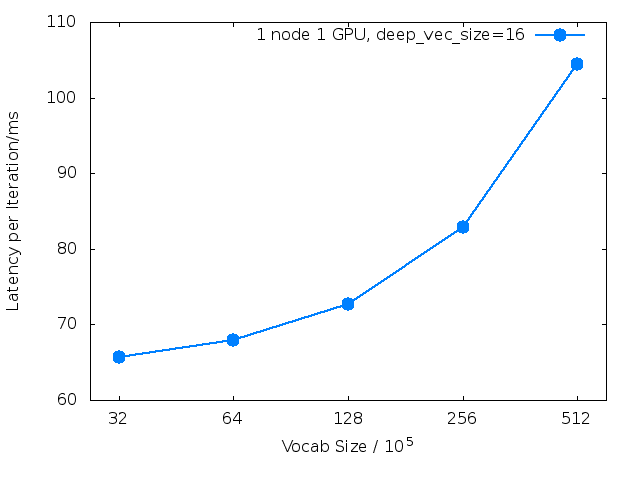 110
1 node 1 GPU, deep_vec_size=16
100
90
80
70
60
Latency per Iteration/ms
32 64 128 256 512
Vocab Size / 10^5